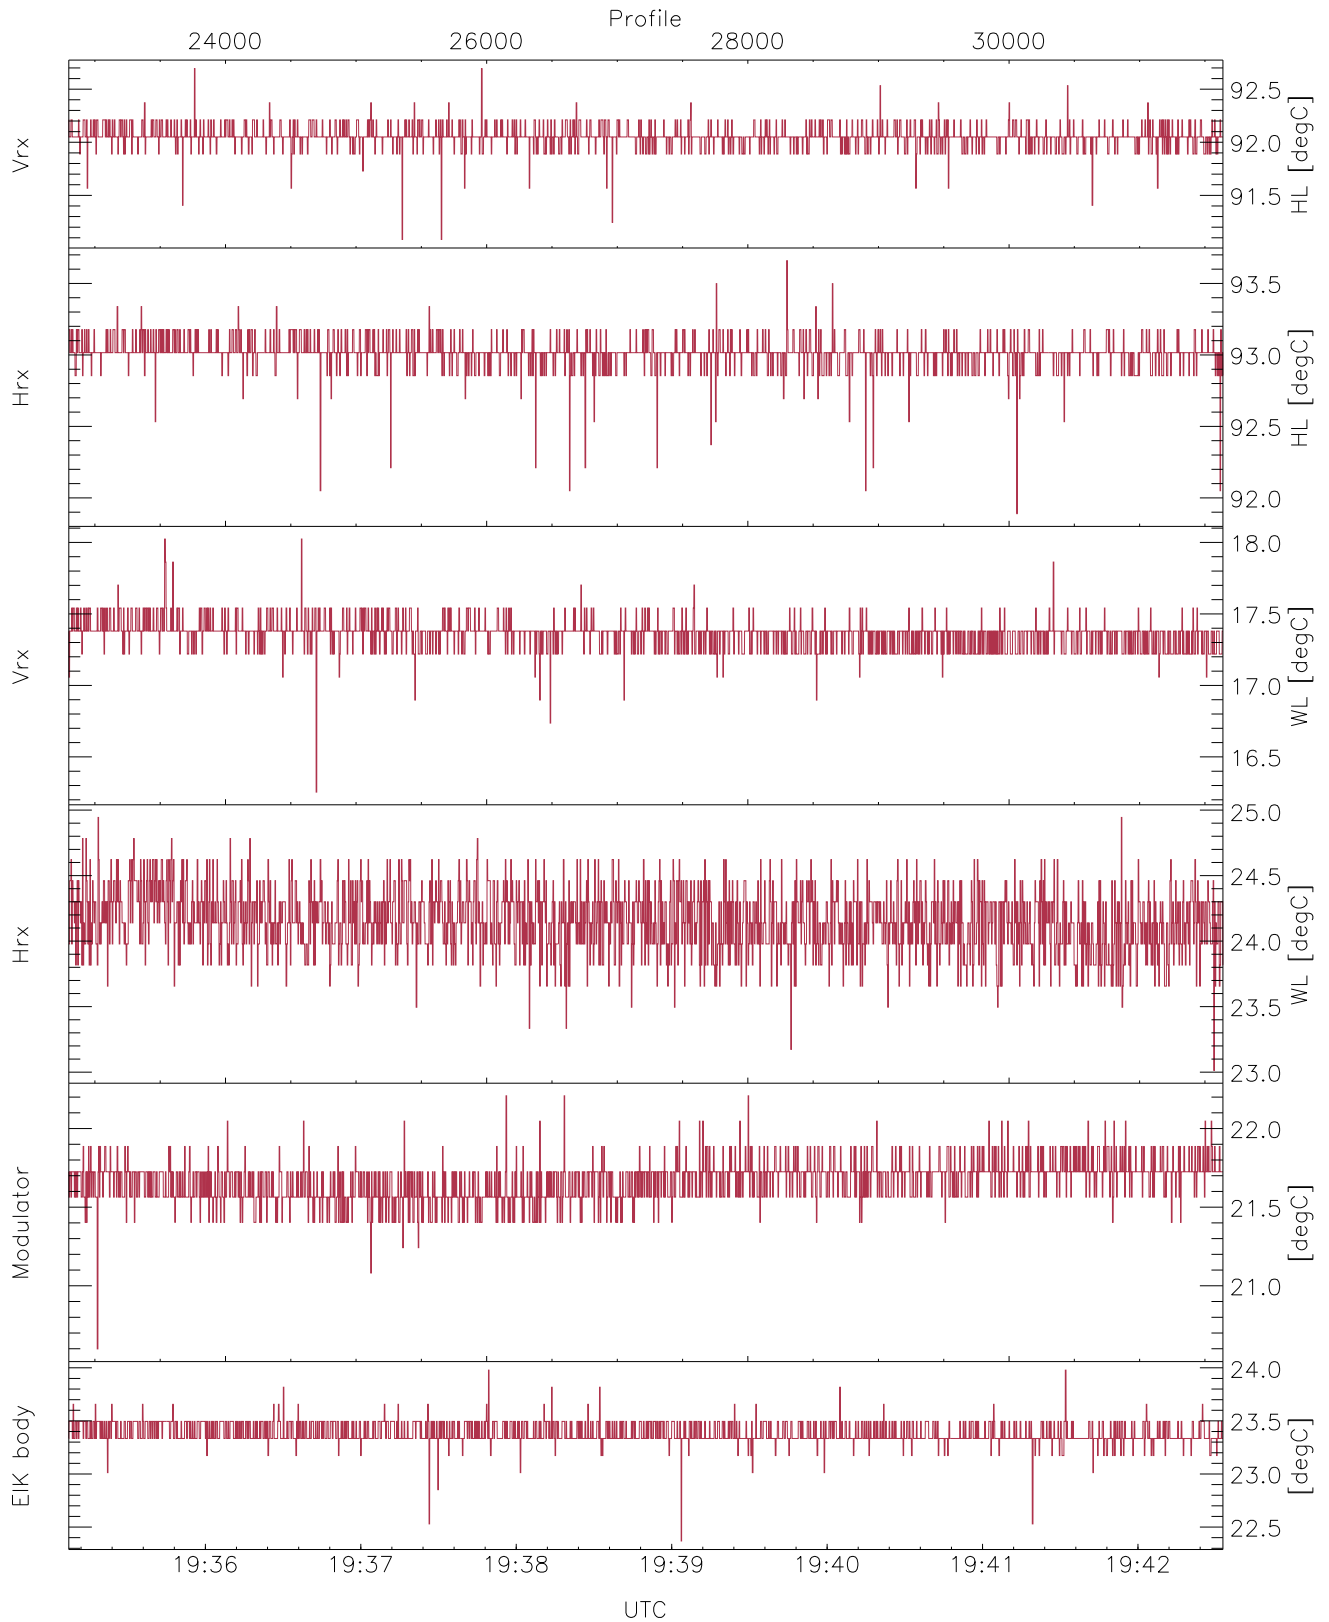 Profile
24000 26000 28000 30000
Vrx
92.5
92.0
91.5
HL [degC]
Hrx
93.5
93.0
92.5
92.0
HL [degC]
Vrx
18.0
17.5
17.0
16.5
WL [degC]
Hrx
25.0
24.5
24.0
23.5
23.0
WL [degC]
Modulator
22.0
21.5
21.0
[degC]
EIK body
24.0
23.5
23.0
22.5
[degC]
19:36 19:37 19:38 19:39 19:40 19:41 19:42
UTC